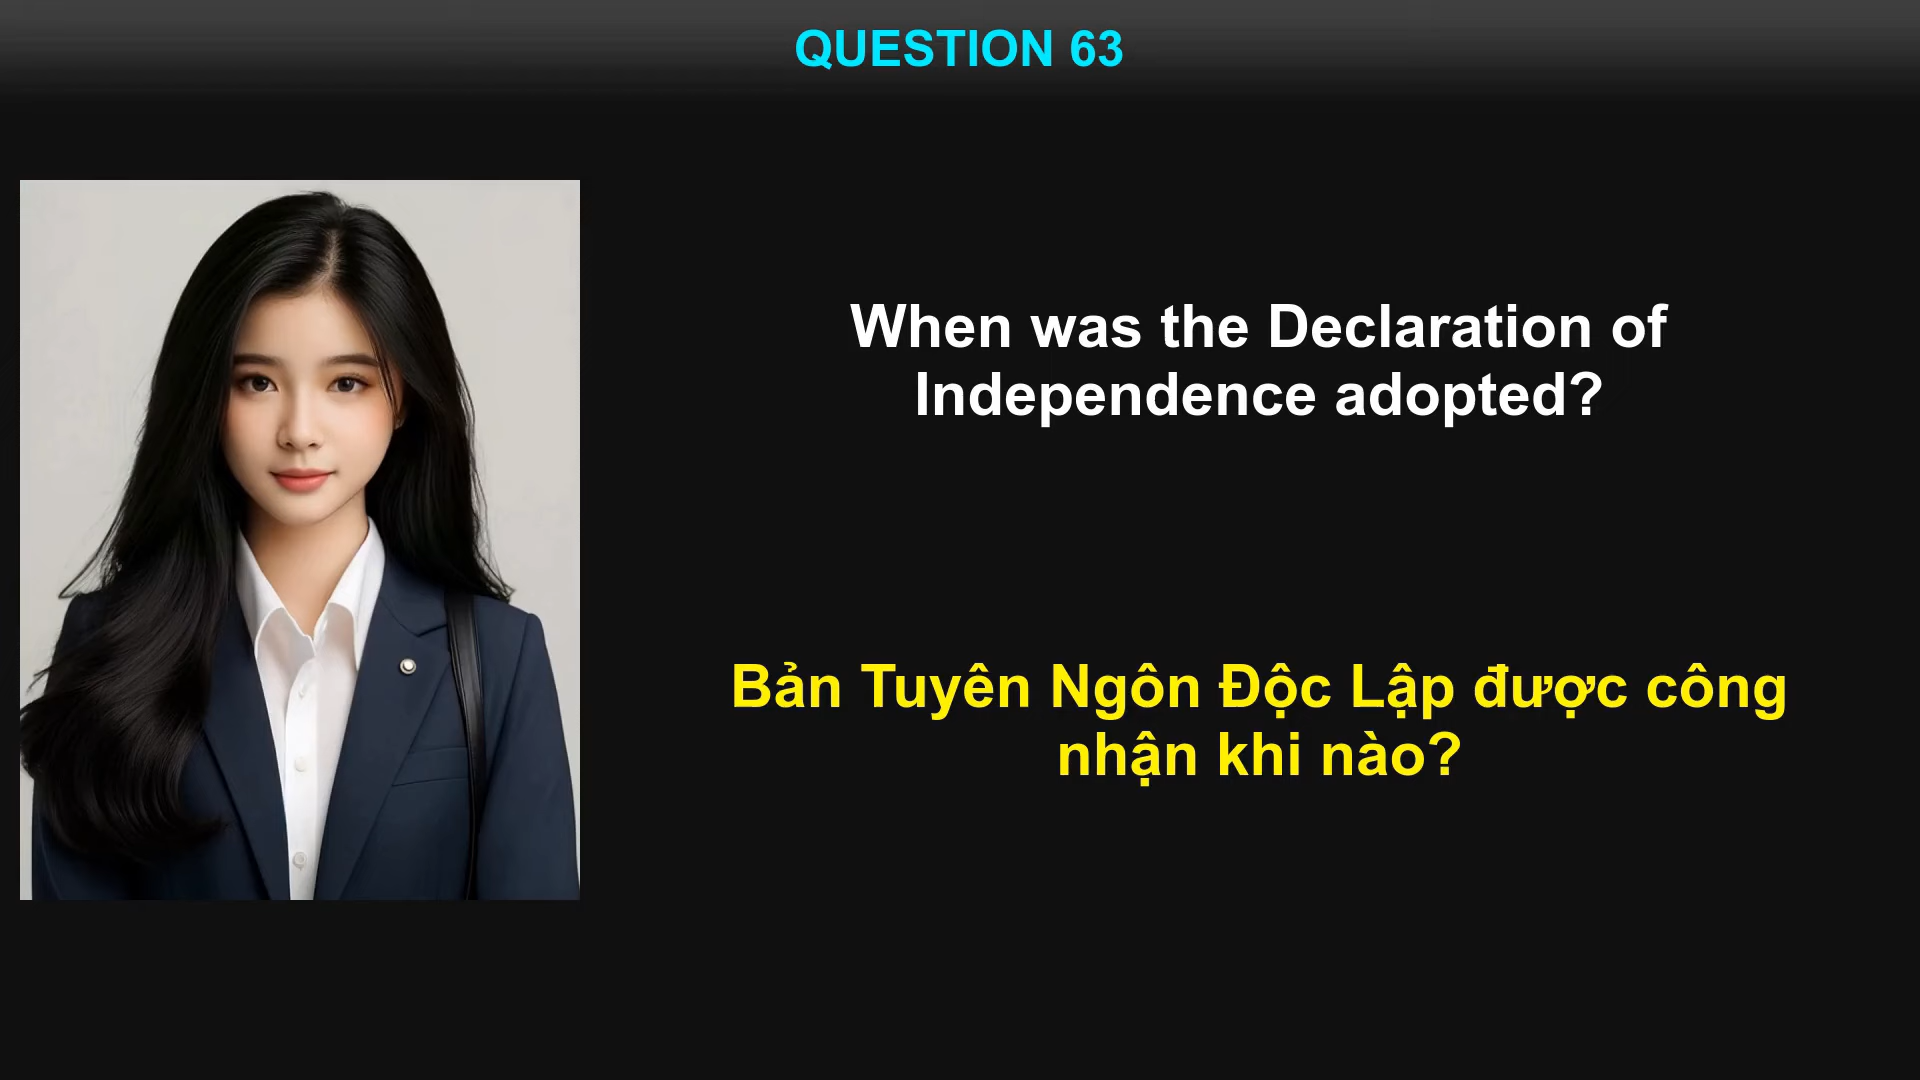 QUESTION 63
When was the Declaration of
Independence adopted?
Bản Tuyên Ngôn Độc Lập được công
nhận khi nào?